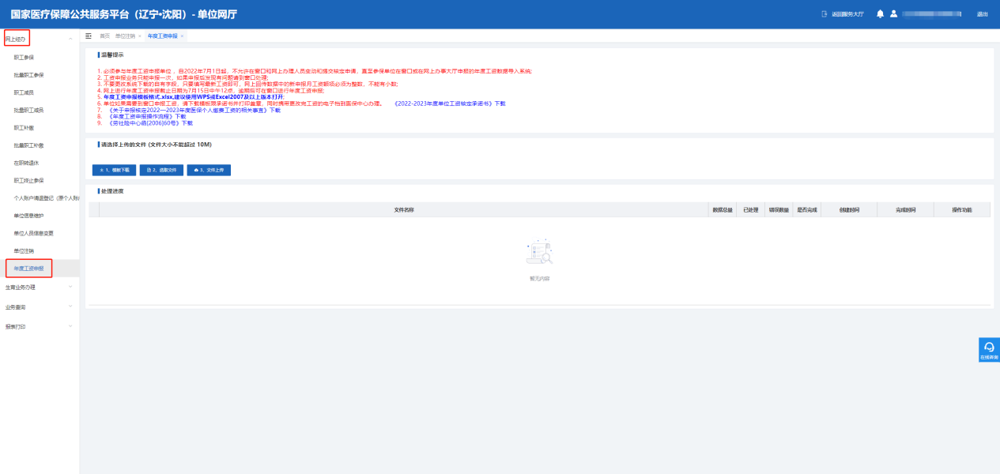 国家医疗保障公共服务平台（辽宁•沈阳）- 单位网厅
返回服务大厅
退出
网上经办
职工参保
批量职工参保
职工减员
批量职工减员
职工补缴
批量职工补缴
在职转退休
职工终止参保
个人账户清退登记（原个人账户
单位信息维护
单位人员信息变更
单位注销
年度工资申报
生育业务办理
业务查询
报表打印
首页 单位注销 × 年度工资申报 ×
温馨提示
1. 必须参与年度工资申报单位，自2022年7月1日起，不允许在窗口和网上办理人员变动和提交核定申请，直至参保单位在窗口或在网上办事大厅申报的年度工资数据导入系统;
2. 工资申报业务只能申报一次，如果申报后发现有问题请到窗口处理;
3. 不要更改系统下载的自有字段，只要填写最新工资即可，网上回传数据中的新申报月工资额场必须为整数，不能有小数;
4. 网上进行年度工资申报截止日期为7月15日中午12点，逾期后可在窗口进行年度工资申报;
5. 年度工资申报模板格式.xlsx,建议使用WPS或Excel2007及以上版本打开;
6. 单位如果需要到窗口申报工资，请下载模板跟承诺书并打印盖章，同时携带更改完工资的电子档到医保中心办理。 《2022-2023年度单位工资核定承诺书》下载
7. 《关于申报核定2022—2023年度医保个人缴费工资的相关事宜》下载
8. 《年度工资申报操作流程》下载
9. 《劳社险中心函[2006]60号》下载
请选择上传的文件 (文件大小不能超过 10M)
1、模板下载 2、选取文件 3、文件上传
处理进度
文件名称 数据总量 已处理 错误数量 是否完成 创建时间 完成时间 操作功能
暂无内容
在线客服